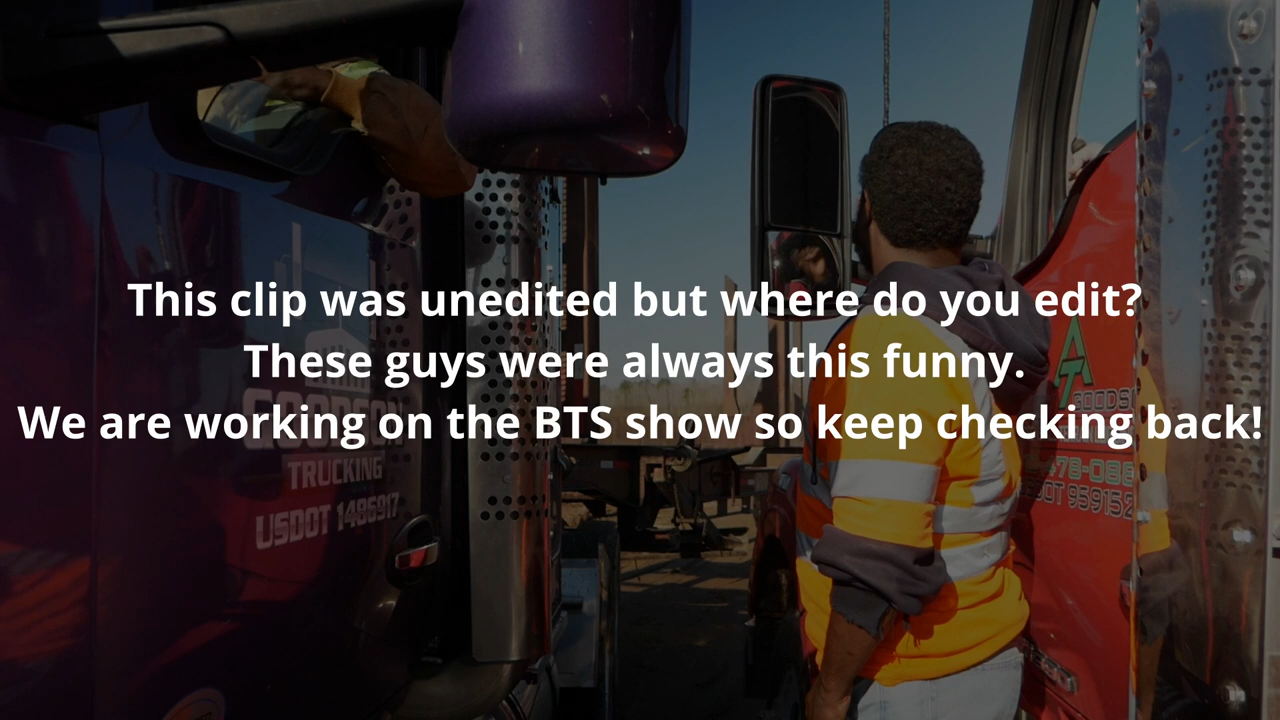 This clip was unedited but where do you edit?
These guys were always this funny.
We are working on the BTS show so keep checking back!
TRUCKING
USDOT 1486917
A
T